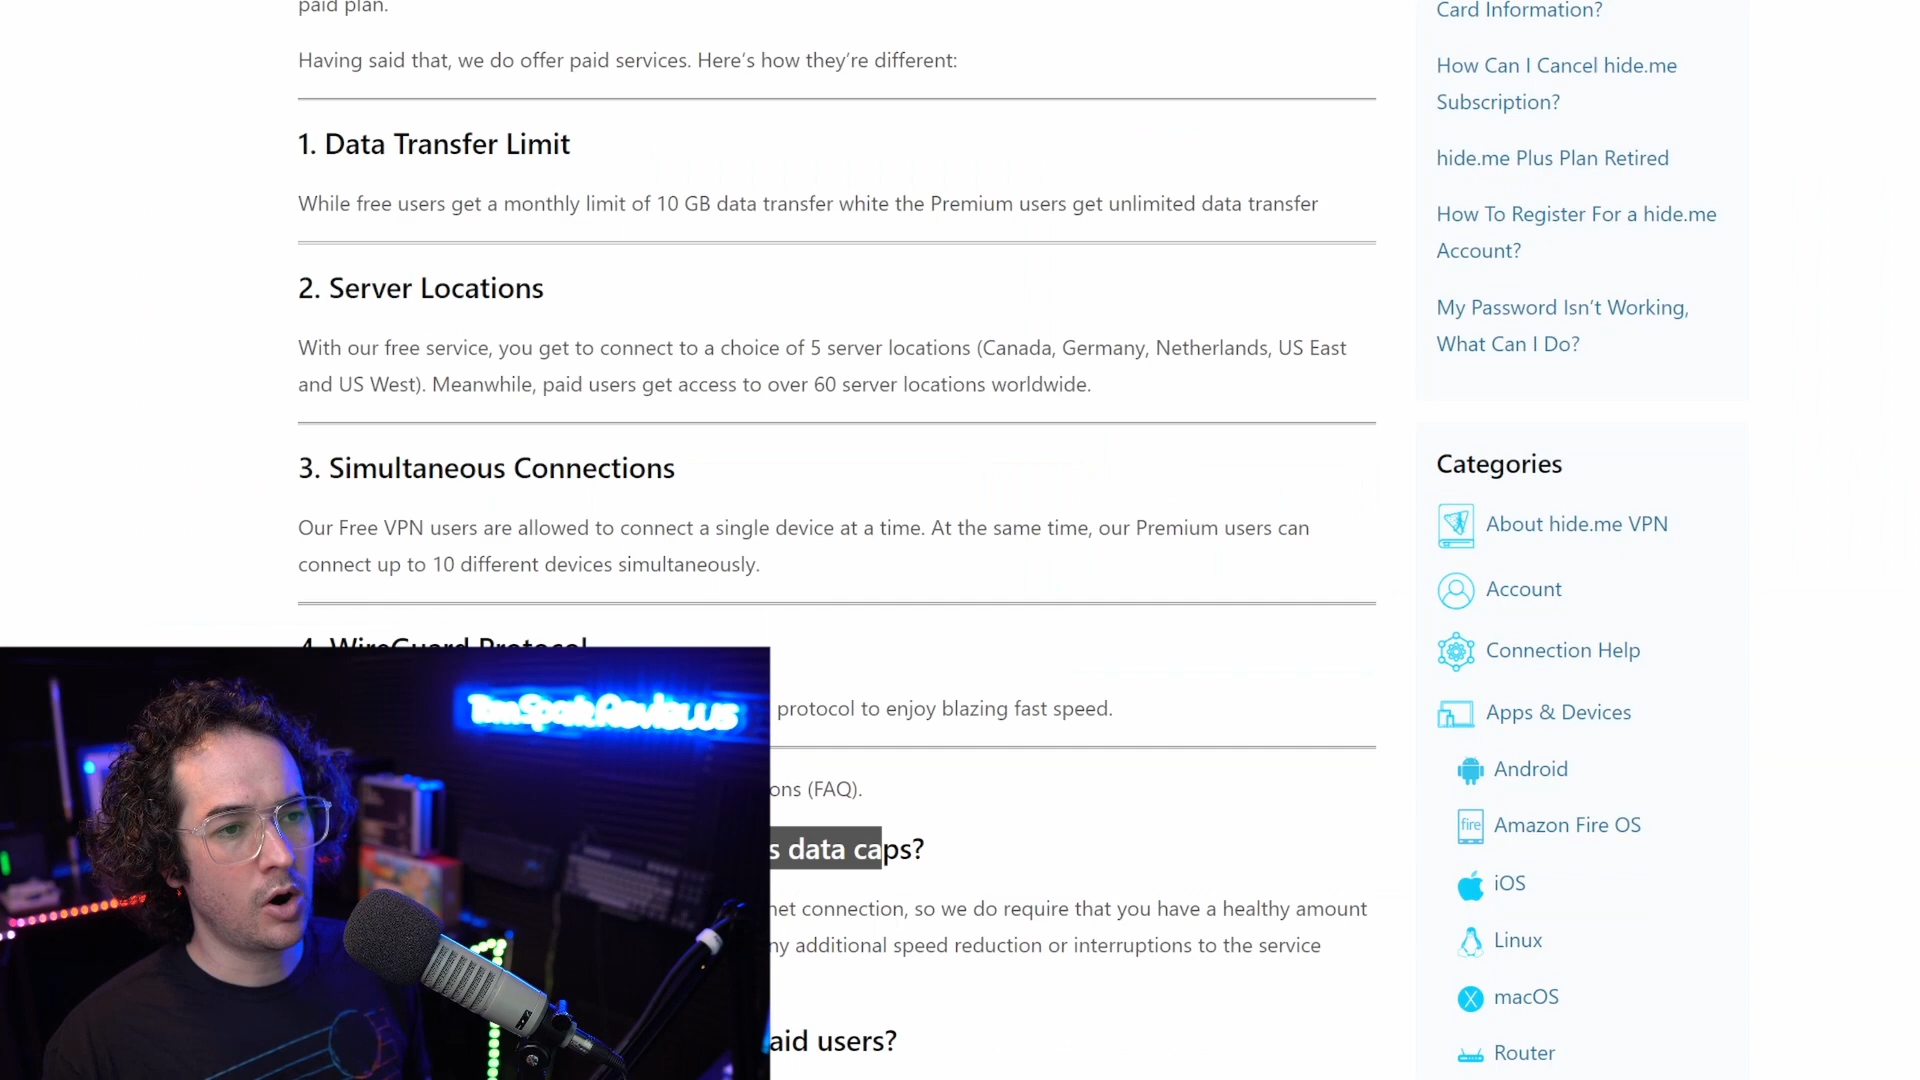 paid plan.
Having said that, we do offer paid services. Here’s how they’re different:
1. Data Transfer Limit
While free users get a monthly limit of 10 GB data transfer white the Premium users get unlimited data transfer
2. Server Locations
With our free service, you get to connect to a choice of 5 server locations (Canada, Germany, Netherlands, US East
and US West). Meanwhile, paid users get access to over 60 server locations worldwide.
3. Simultaneous Connections
Our Free VPN users are allowed to connect a single device at a time. At the same time, our Premium users can
connect up to 10 different devices simultaneously.
4. WireGuard Protocol
protocol to enjoy blazing fast speed.
ons (FAQ).
s data caps?
net connection, so we do require that you have a healthy amount
ny additional speed reduction or interruptions to the service
aid users?
TomSparkReviews
Card Information?
How Can I Cancel hide.me
Subscription?
hide.me Plus Plan Retired
How To Register For a hide.me
Account?
My Password Isn’t Working,
What Can I Do?
Categories
About hide.me VPN
Account
Connection Help
Apps & Devices
Android
fire
Amazon Fire OS
iOS
Linux
X
macOS
Router